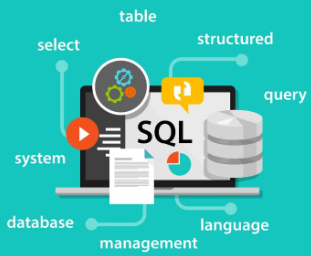 table
select
structured
query
SQL
system
database
language
management